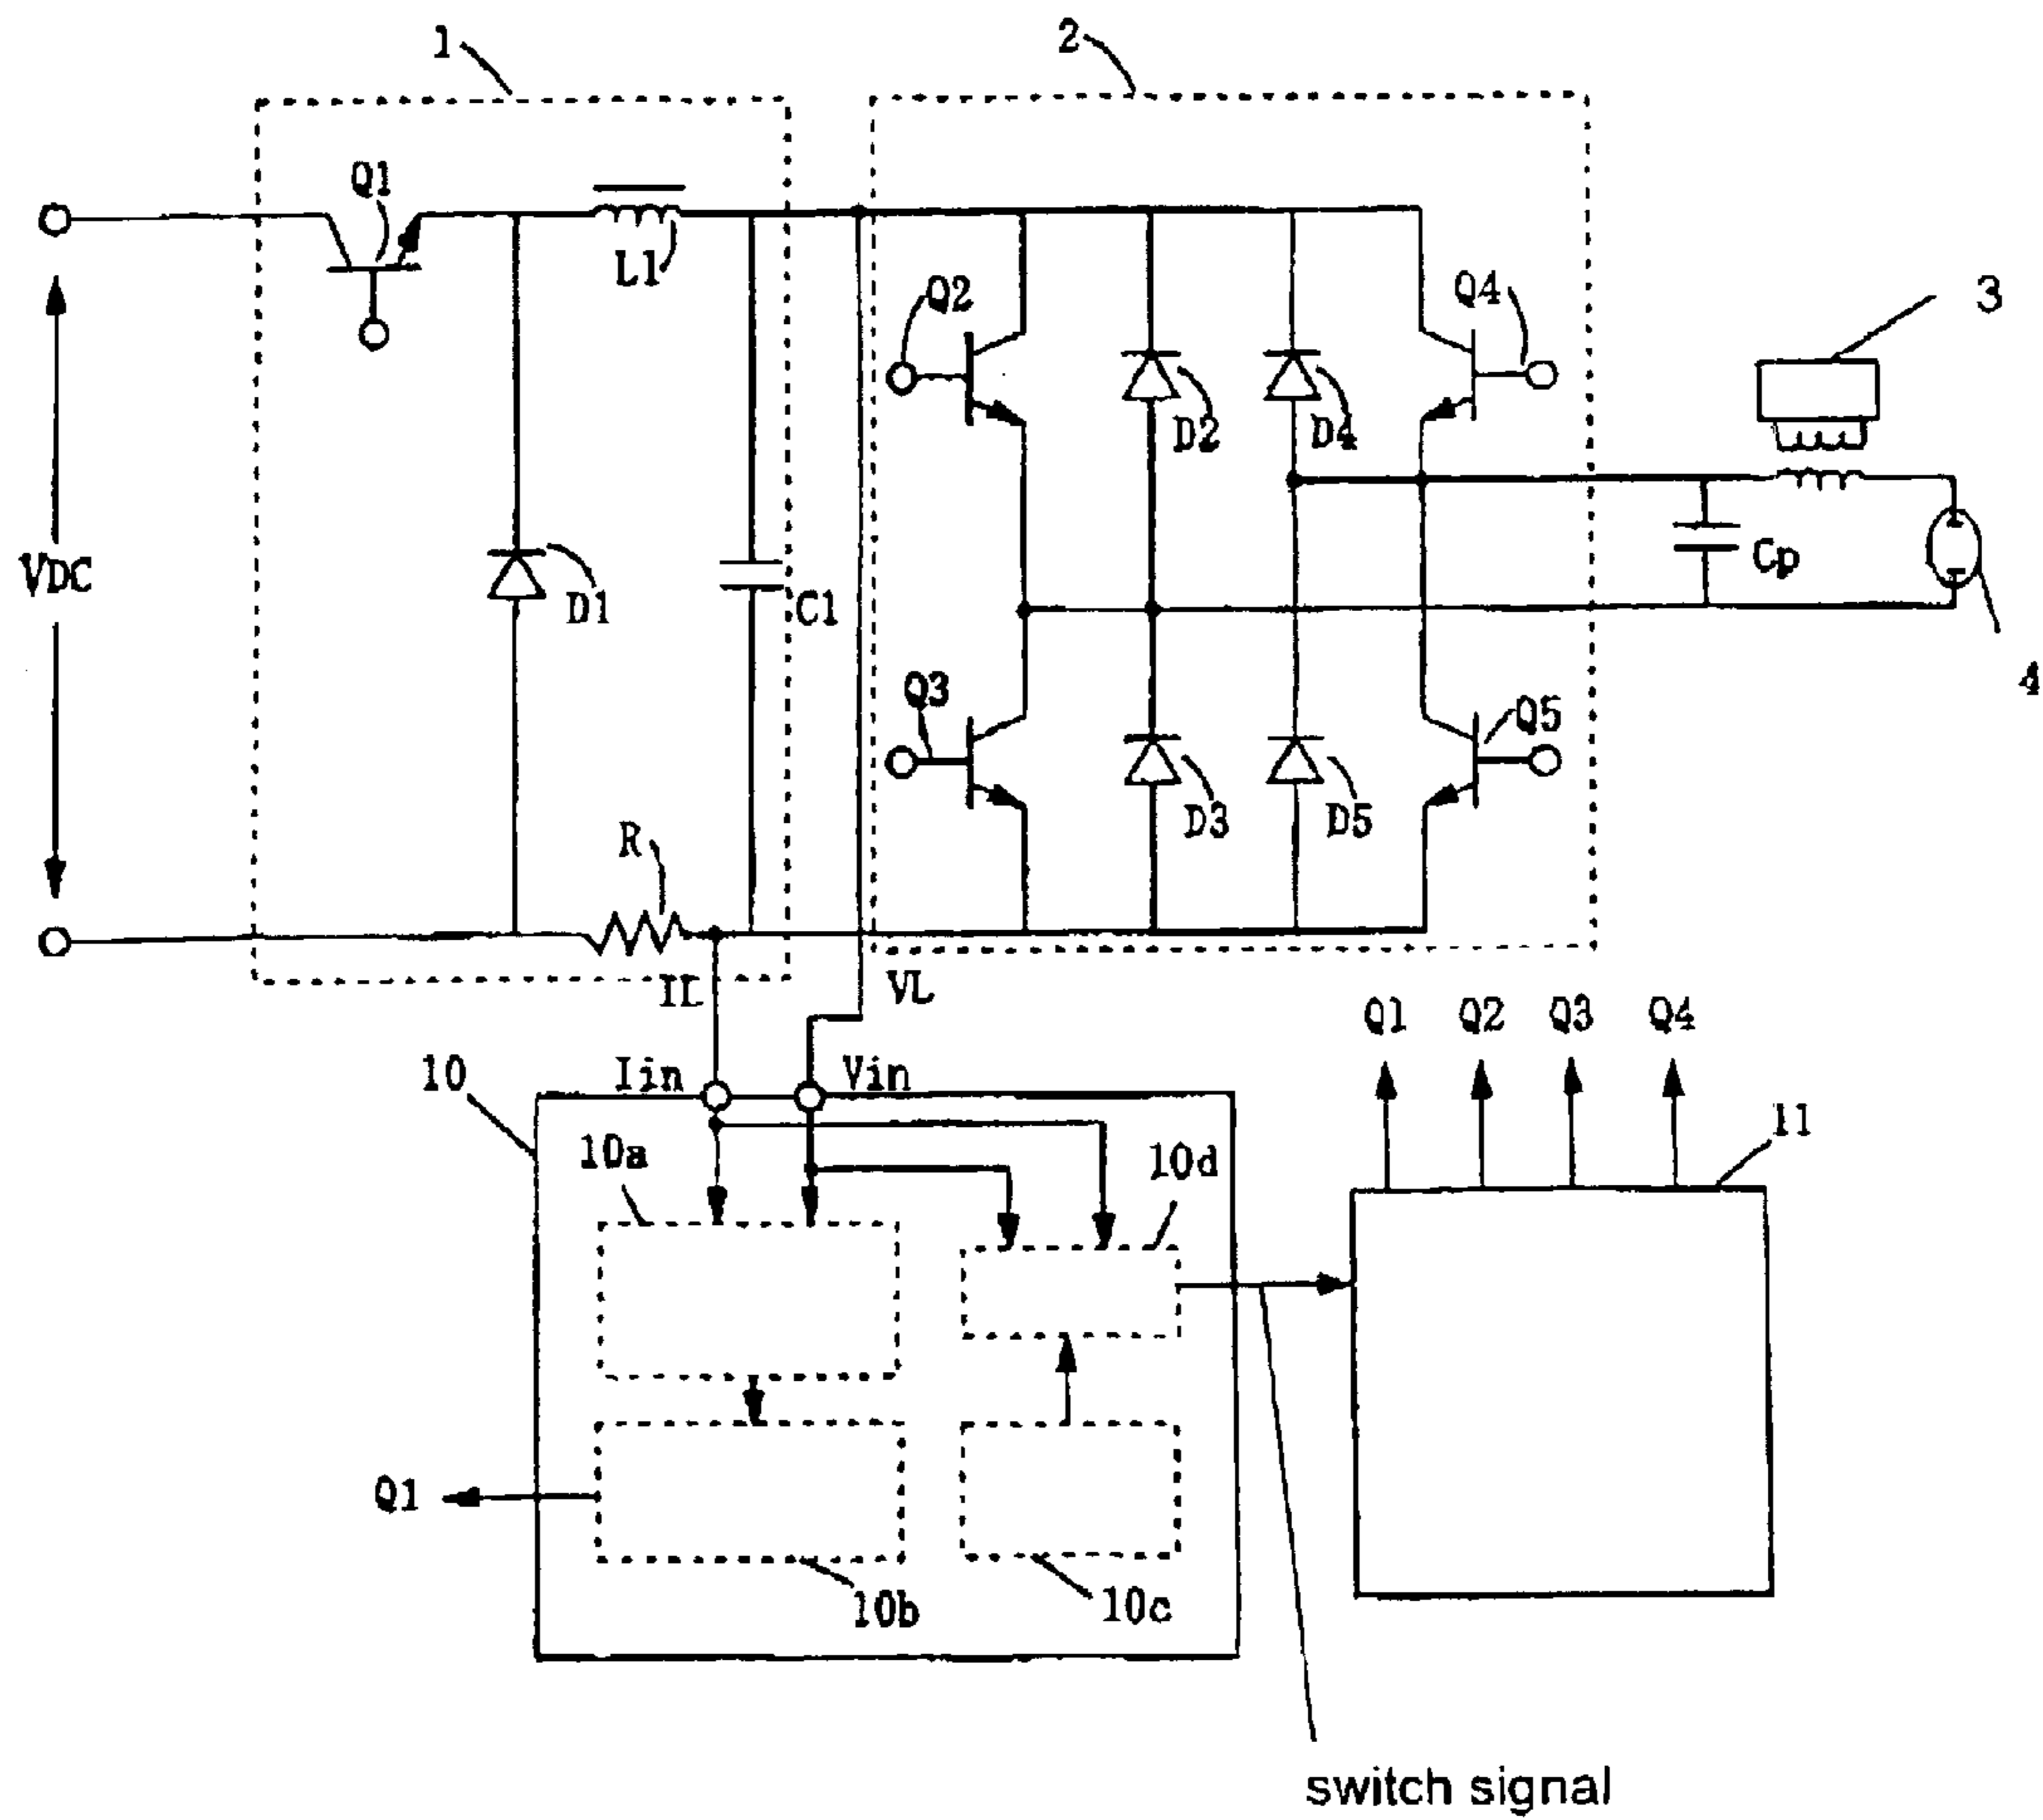 1
2
Q1
L1
Q2
Q4
3
D2
D4
VDC
D1
C1
Cp
4
Q3
Q5
R
D3
D5
IL
VL
Q1
Q2
Q3
Q4
10
Iin
Vin
11
10a
10d
Q1
10b
10c
switch signal